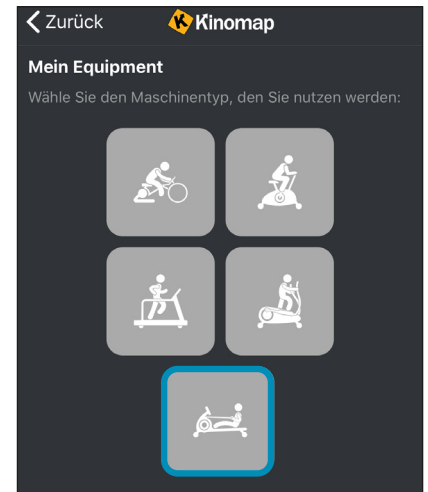 Zurück
Kinomap
Mein Equipment
Wähle Sie den Maschinentyp, den Sie nutzen werden: